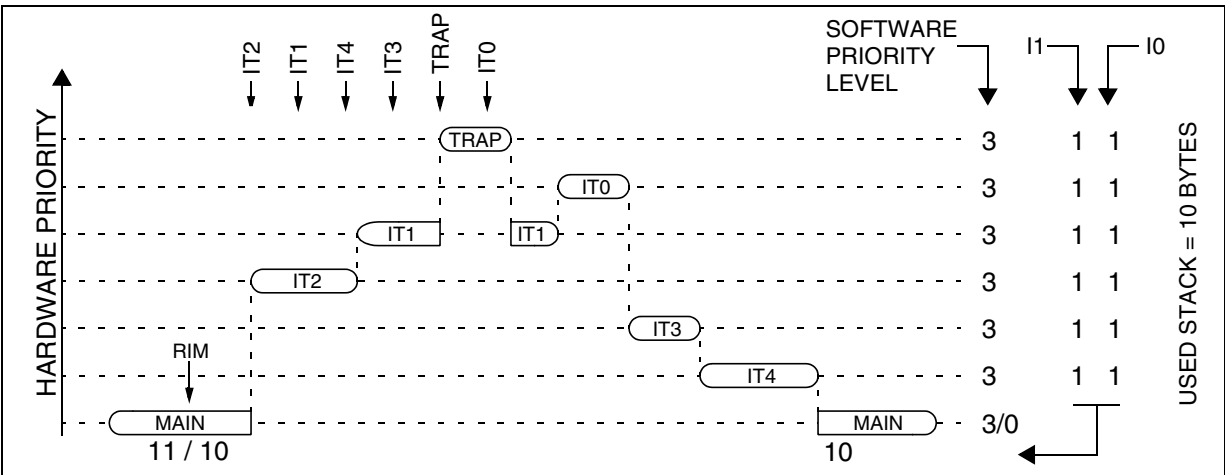 IT2
IT1
IT4
IT3
TRAP
IT0
SOFTWARE
PRIORITY
LEVEL
I1
I0
HARDWARE PRIORITY
TRAP
3 1 1
IT0
3 1 1
IT1
IT1
3 1 1
IT2
3 1 1
IT3
3 1 1
RIM
IT4
3 1 1
MAIN
MAIN
3/0
11 / 10
10
USED STACK = 10 BYTES